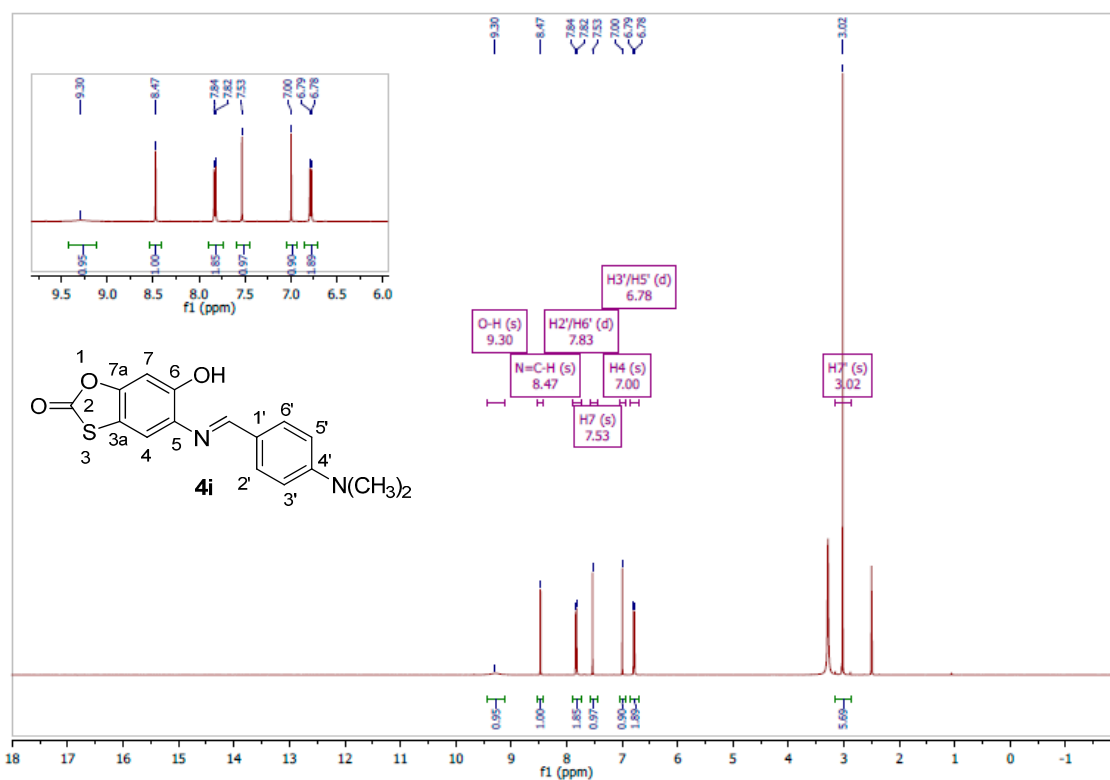 9.30
8.47
7.84
7.82
7.53
7.00
6.79
6.78
3.02
9.30
8.47
7.84
7.82
7.53
7.00
6.79
6.78
0.95
1.00
1.85
0.97
0.90
1.89
9.5 9.0 8.5 8.0 7.5 7.0 6.5 6.0
f1 (ppm)
H3'/H5' (d)
6.78
O-H (s)
9.30
H2'/H6' (d)
7.83
N=C-H (s)
8.47
H4 (s)
7.00
H7' (s)
3.02
H7 (s)
7.53
1
7
O
7a
6
OH
O
2
S
3a
5
N
1'
6'
5'
3
4
4'
4i
2'
3'
N(CH3)2
0.95
1.00
1.85
0.97
0.90
1.89
5.69
18 17 16 15 14 13 12 11 10 9 8 7 6 5 4 3 2 1 0 -1
f1 (ppm)